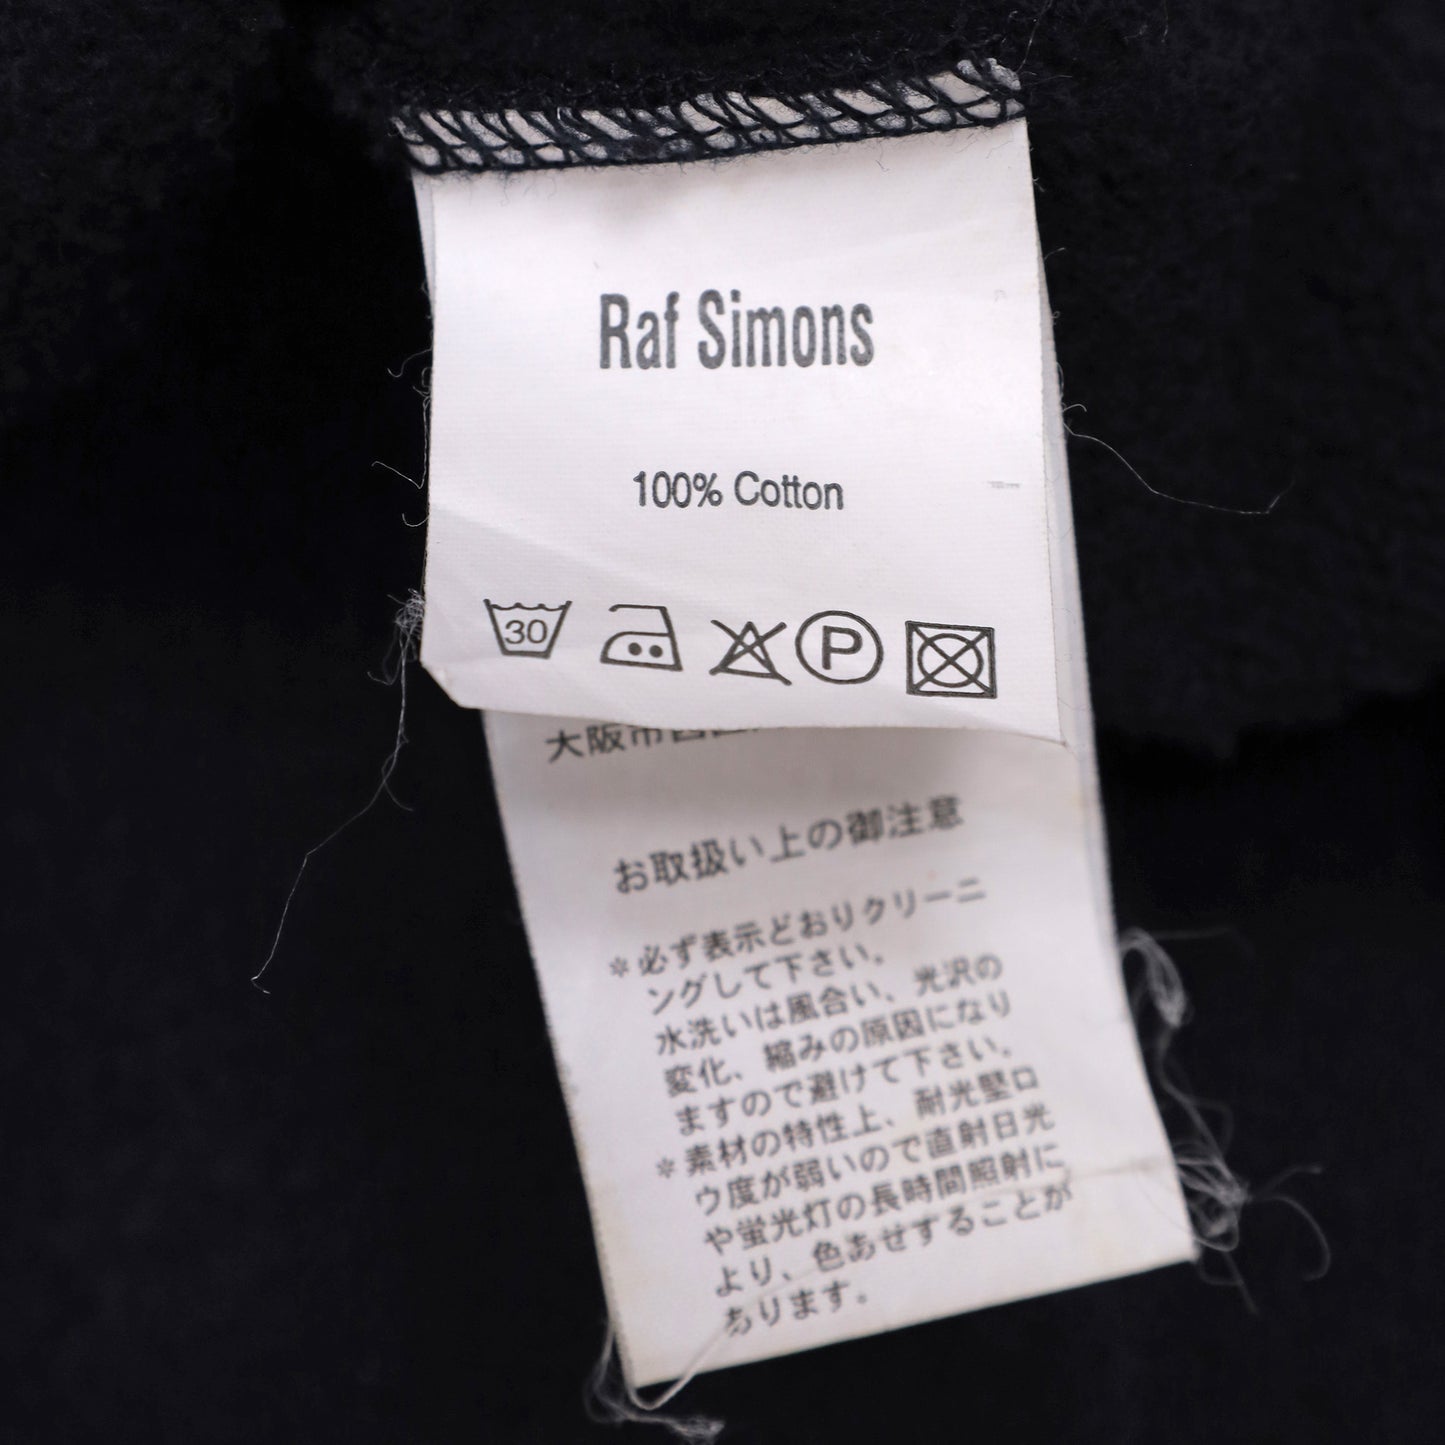 Raf Simons
100% Cotton
30
P
大阪市西
お取扱い上の御注意
*必ず表示どおりクリーニ
ングして下さい。
水洗いは風合い、光沢の
変化、縮みの原因になり
ますので避けて下さい。
*素材の特性上、耐光堅ロ
ウ度が弱いので直射日光
や蛍光灯の長時間照射に
より、色あせすることが
あります。